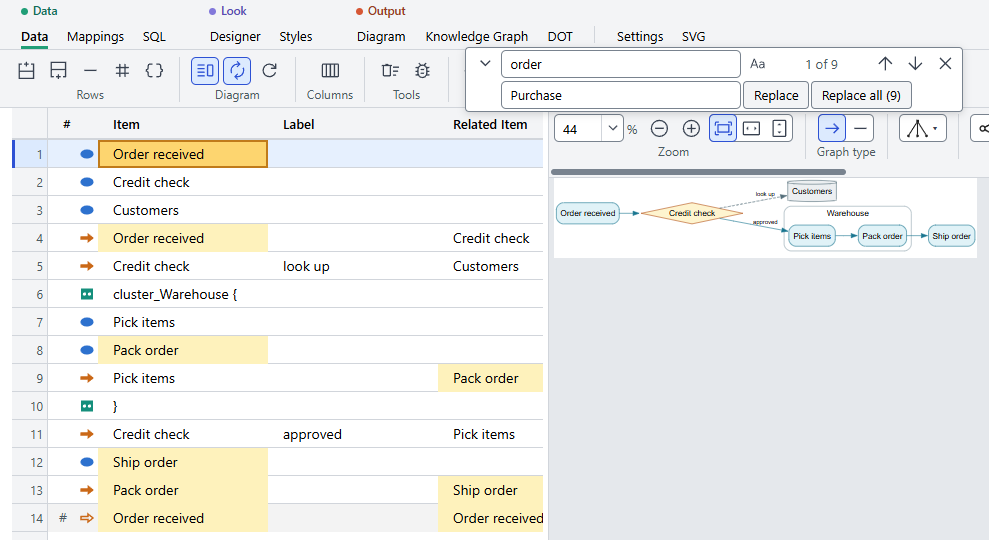 Data Look Output
Data Mappings SQL Designer Styles Diagram Knowledge Graph DOT Settings SVG
order Aa 1 of 9
Purchase Replace Replace all (9)
Rows Diagram Columns Tools
44 %
Zoom Graph type
# Item Label Related Item
1 Order received
2 Credit check
3 Customers
4 Order received Credit check
5 Credit check look up Customers
6 cluster_Warehouse {
7 Pick items
8 Pack order
9 Pick items Pack order
10 }
11 Credit check approved Pick items
12 Ship order
13 Pack order Ship order
14 # Order received Order received
look up Customers
Order received Credit check Warehouse
approved
Pick items Pack order Ship order